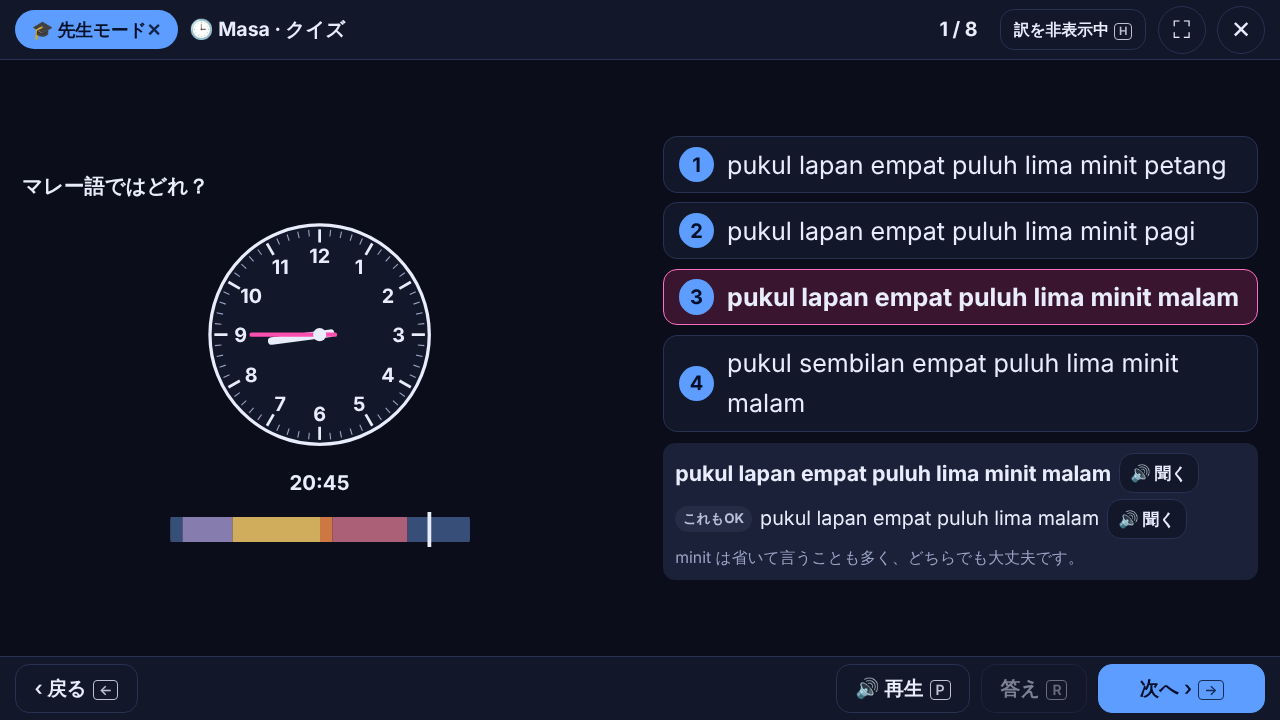 🎓 先生モード✕
🕒 Masa · クイズ
1 / 8
訳を非表示中 H
✕
マレー語ではどれ？
12
1
2
3
4
5
6
7
8
9
10
11
20:45
1 pukul lapan empat puluh lima minit petang
2 pukul lapan empat puluh lima minit pagi
3 pukul lapan empat puluh lima minit malam
4 pukul sembilan empat puluh lima minit
malam
pukul lapan empat puluh lima minit malam 🔊 聞く
これもOK pukul lapan empat puluh lima malam 🔊 聞く
minit は省いて言うことも多く、どちらでも大丈夫です。
‹ 戻る ←
🔊 再生 P
答え R
次へ › →